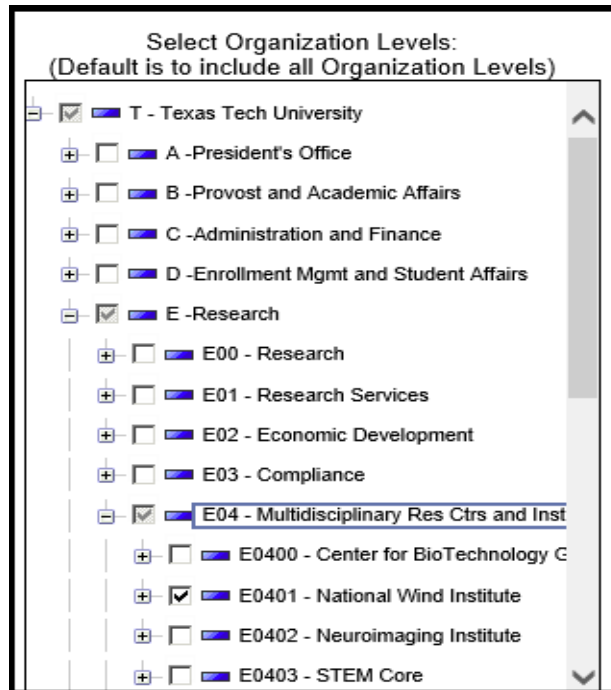 Select Organization Levels:
(Default is to include all Organization Levels)
T - Texas Tech University
A -President's Office
B -Provost and Academic Affairs
C -Administration and Finance
D -Enrollment Mgmt and Student Affairs
E -Research
E00 - Research
E01 - Research Services
E02 - Economic Development
E03 - Compliance
E04 - Multidisciplinary Res Ctrs and Inst
E0400 - Center for BioTechnology G
E0401 - National Wind Institute
E0402 - Neuroimaging Institute
E0403 - STEM Core